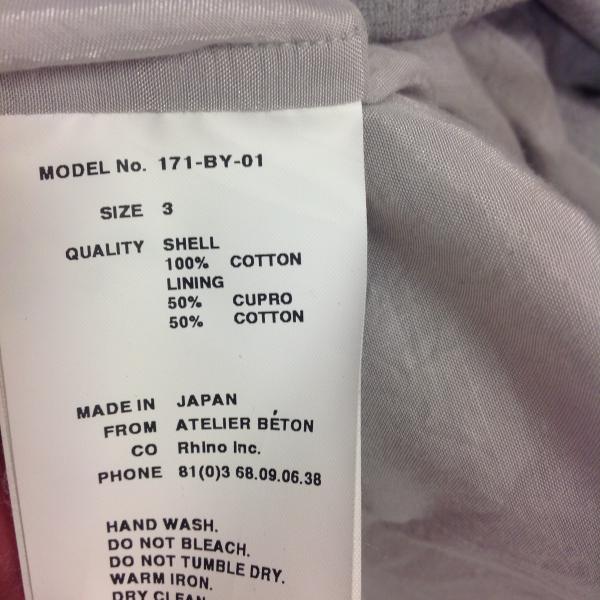 MODEL No. 171-BY-01
SIZE 3
QUALITY SHELL
100% COTTON
LINING
50% CUPRO
50% COTTON
MADE IN JAPAN
FROM ATELIER BÉTON
CO Rhino Inc.
PHONE 81(0)3 68.09.06.38
HAND WASH.
DO NOT BLEACH.
DO NOT TUMBLE DRY.
WARM IRON.
DRY CLEAN